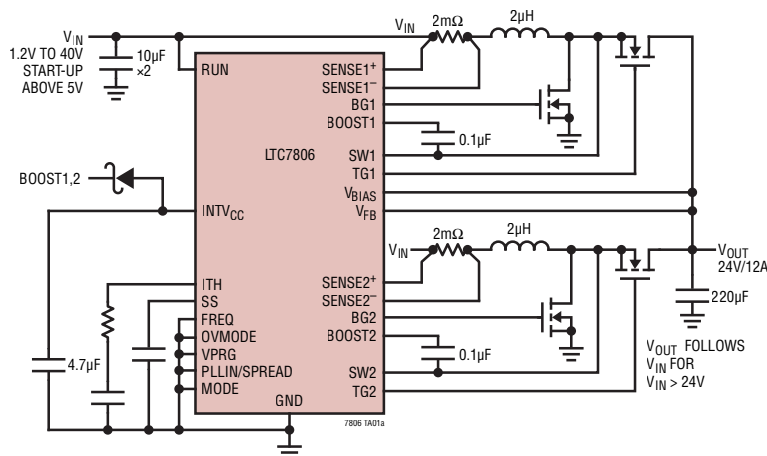 VIN
1.2V TO 40V
START-UP
ABOVE 5V
10µF
×2
BOOST1,2
4.7µF
RUN
INTVCC
ITH
SS
FREQ
OVMODE
VPRG
PLLIN/SPREAD
MODE
LTC7806
GND
SENSE1+
SENSE1−
BG1
BOOST1
SW1
TG1
VBIAS
VFB
SENSE2+
SENSE2−
BG2
BOOST2
SW2
TG2
VIN
2mΩ
2µH
0.1µF
VIN
2mΩ
2µH
0.1µF
VOUT
24V/12A
220µF
VOUT FOLLOWS
VIN FOR
VIN > 24V
7806 TA01a